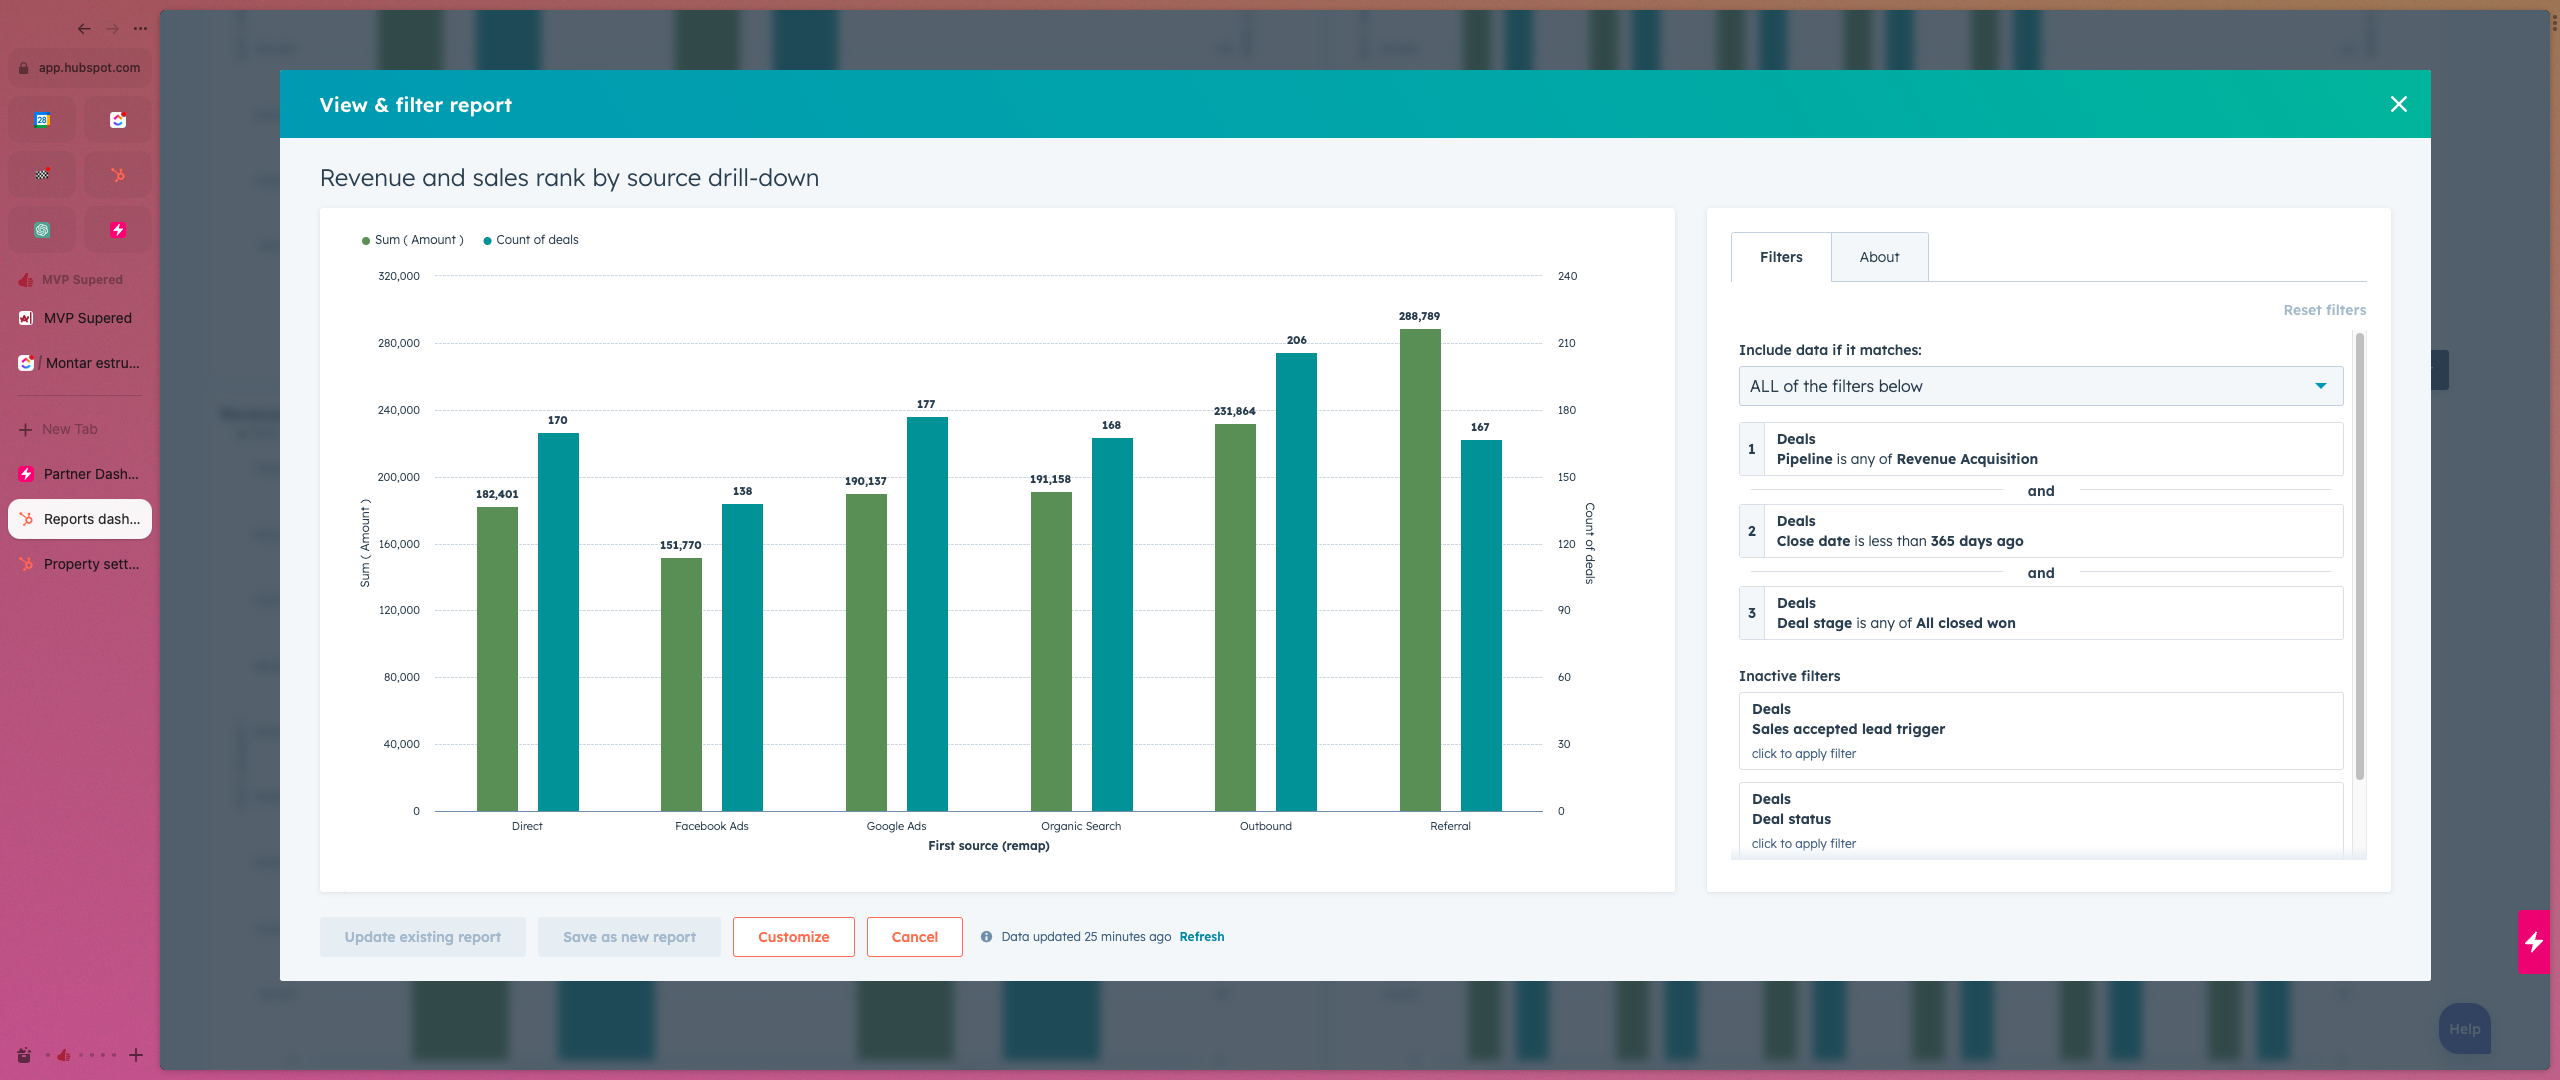 app.hubspot.com
28
MVP Supered
MVP Supered
/ Montar estru...
New Tab
Partner Dash...
Reports dash...
Property sett...
View & filter report
Revenue and sales rank by source drill-down
Sum ( Amount )
Count of deals
320,000
280,000
240,000
200,000
160,000
120,000
80,000
40,000
0
Sum ( Amount )
182,401
170
151,770
138
190,137
177
191,158
168
231,864
206
288,789
167
240
210
180
150
120
90
60
30
0
Count of deals
Direct
Facebook Ads
Google Ads
Organic Search
Outbound
Referral
First source (remap)
Filters
About
Reset filters
Include data if it matches:
ALL of the filters below
1
Deals
Pipeline is any of Revenue Acquisition
and
2
Deals
Close date is less than 365 days ago
and
3
Deals
Deal stage is any of All closed won
Inactive filters
Deals
Sales accepted lead trigger
click to apply filter
Deals
Deal status
click to apply filter
Update existing report
Save as new report
Customize
Cancel
Data updated 25 minutes ago
Refresh
Help